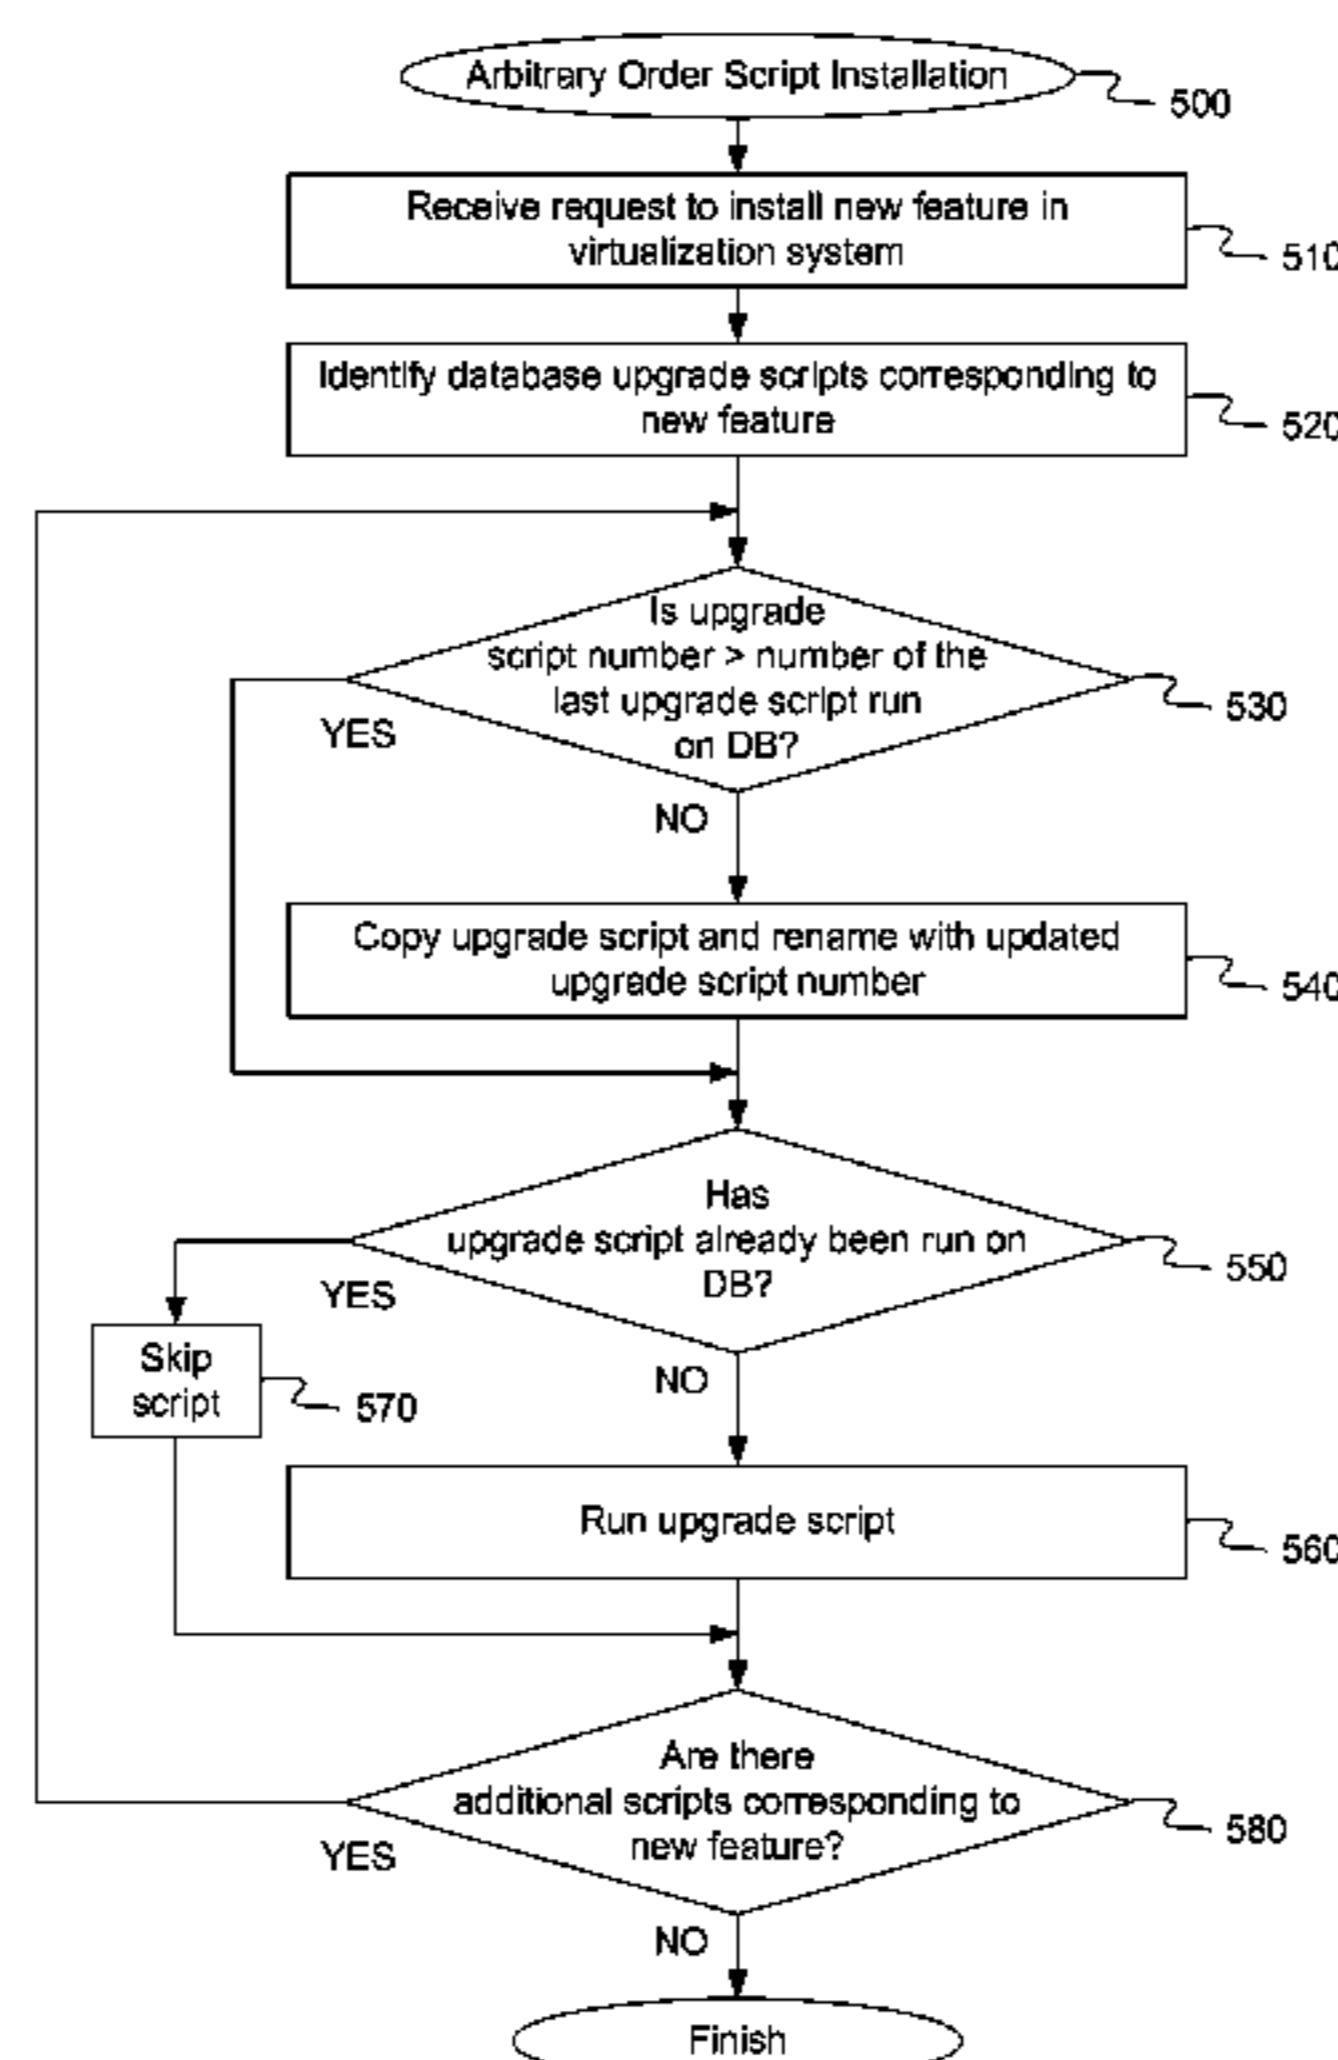 Arbitrary Order Script Installation
500
Receive request to install new feature in
virtualization system
510
Identify database upgrade scripts corresponding to
new feature
520
Is upgrade
script number > number of the
last upgrade script run
on DB?
530
YES
NO
Copy upgrade script and rename with updated
upgrade script number
540
Has
upgrade script already been run on
DB?
550
YES
NO
Skip
script
570
Run upgrade script
560
Are there
additional scripts corresponding to
new feature?
580
YES
NO
Finish